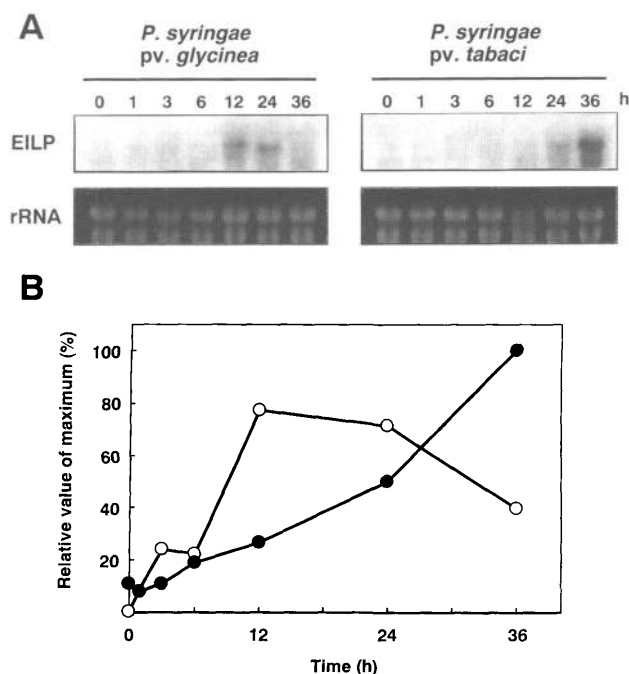 A
P. syringae
pv. glycinea
P. syringae
pv. tabaci
0 1 3 6 12 24 36
0 1 3 6 12 24 36 h
EILP
rRNA
B
Relative value of maximum (%)
100
80
60
40
20
0 12 24 36
Time (h)